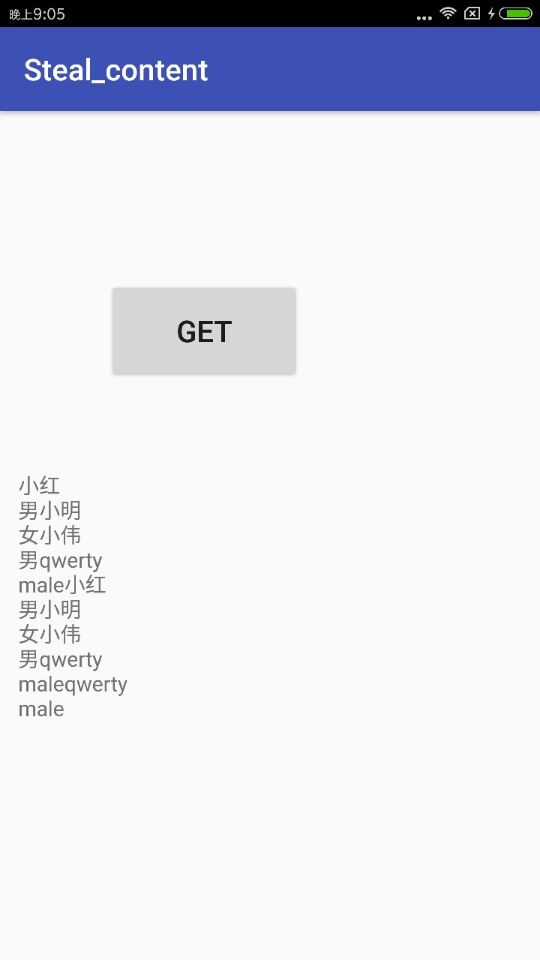 晚上9:05
Steal_content
GET
小红
男小明
女小伟
男qwerty
male小红
男小明
女小伟
男qwerty
maleqwerty
male